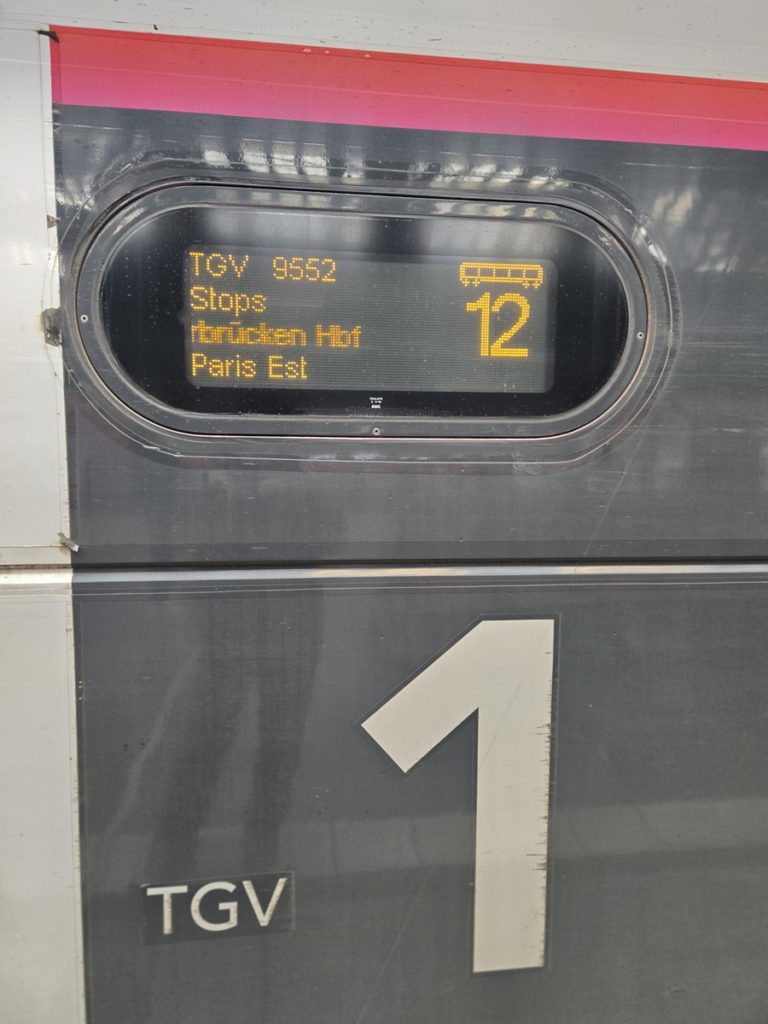 TGV 9552
12
Stops
rbrücken Hbf
Paris Est
1
TGV